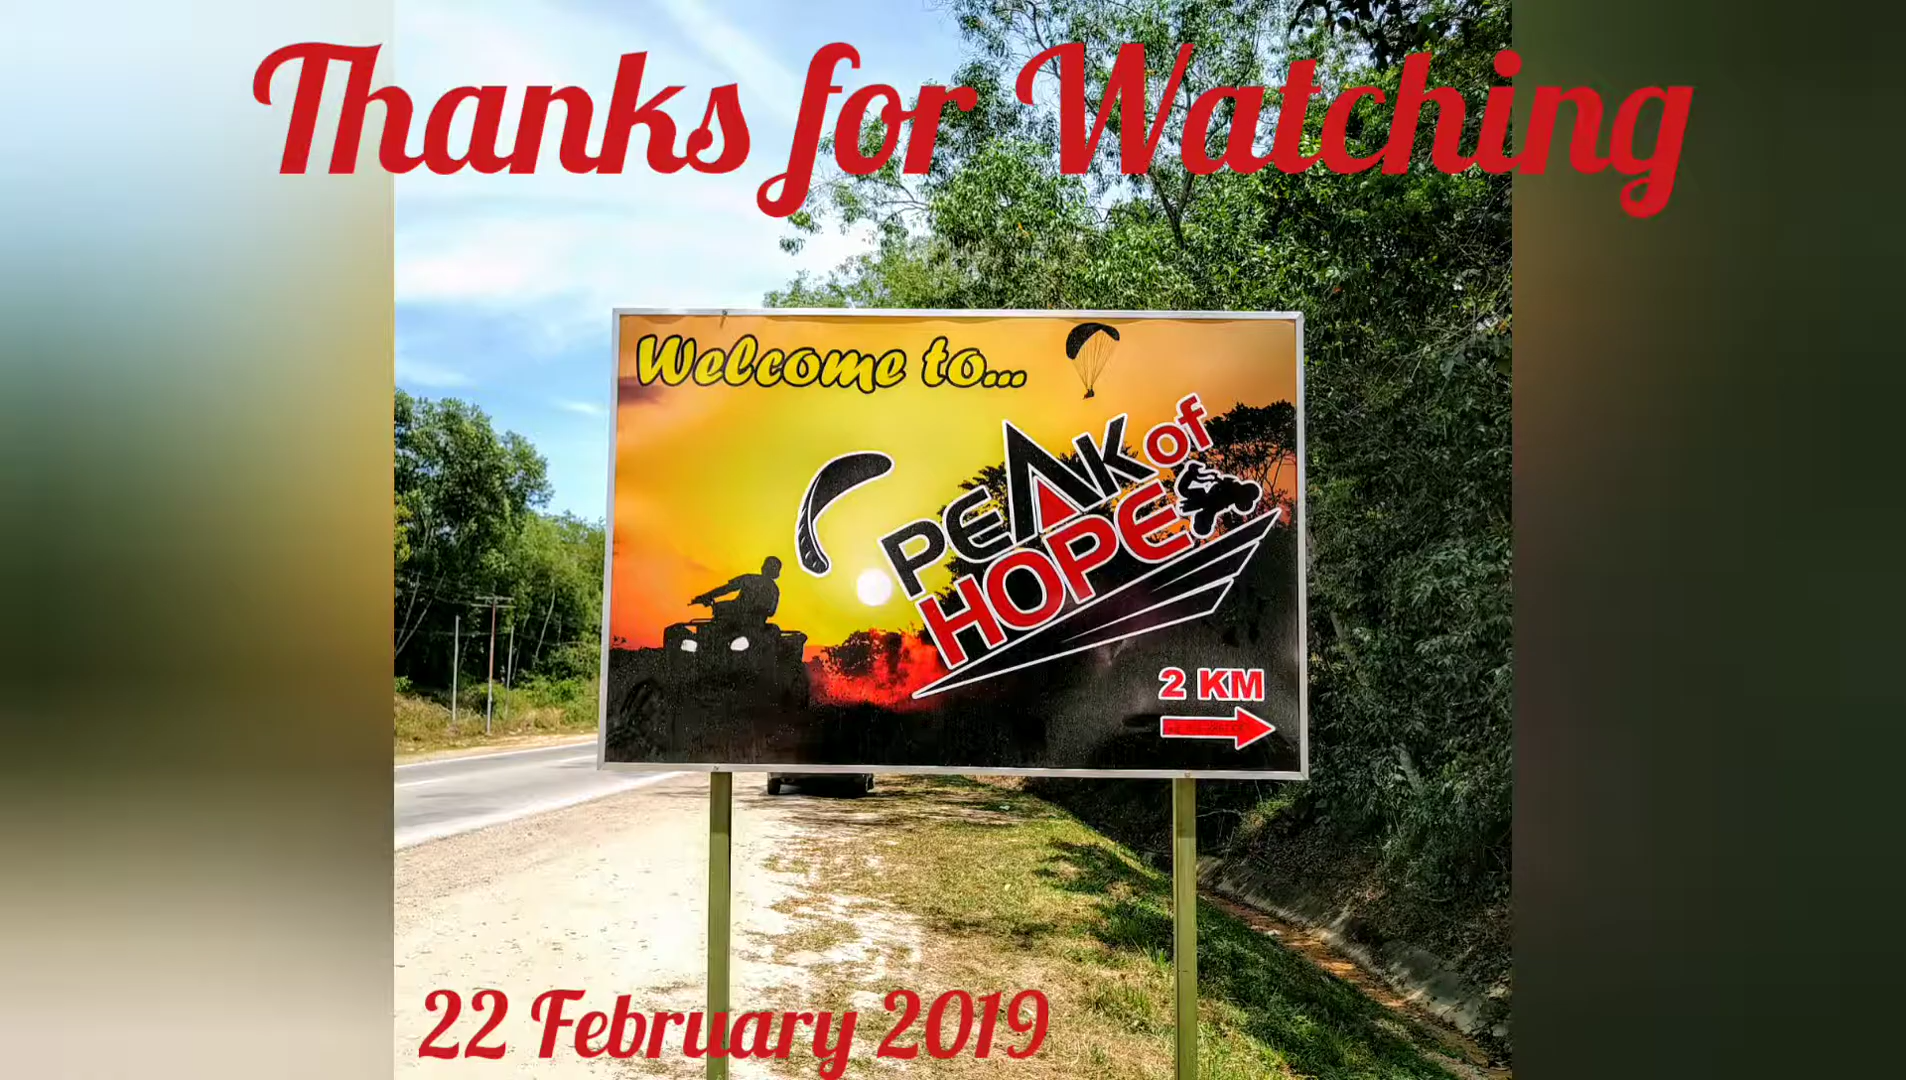 Thanks for Watching
Welcome to...
PEAK of
HOPE
2 KM
22 February 2019